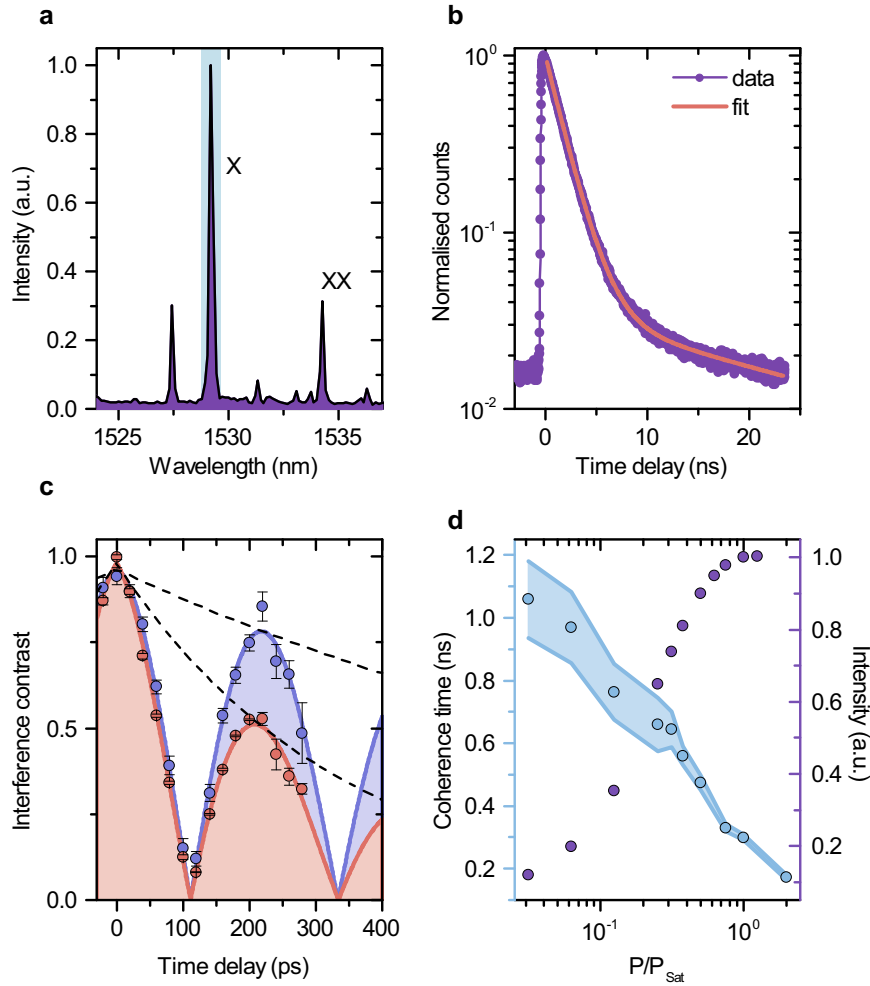 a
1.0
0.8
0.6
0.4
0.2
0.0
Intensity (a.u.)
X
XX
1525 1530 1535
Wavelength (nm)
b
10^0
10^-1
10^-2
Normalised counts
data
fit
0 10 20
Time delay (ns)
c
1.0
0.5
0.0
Interference contrast
0 100 200 300 400
Time delay (ps)
d
1.2
1.0
0.8
0.6
0.4
0.2
Coherence time (ns)
1.0
0.8
0.6
0.4
0.2
Intensity (a.u.)
10^-1 10^0
P/P_Sat